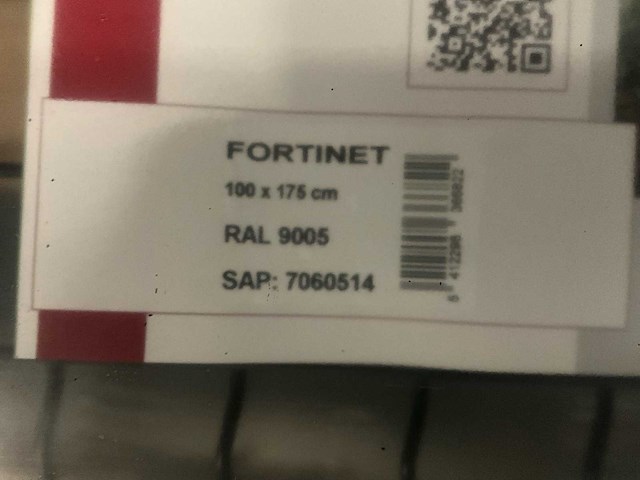 FORTINET
100 x 175 cm
RAL 9005
SAP: 7060514